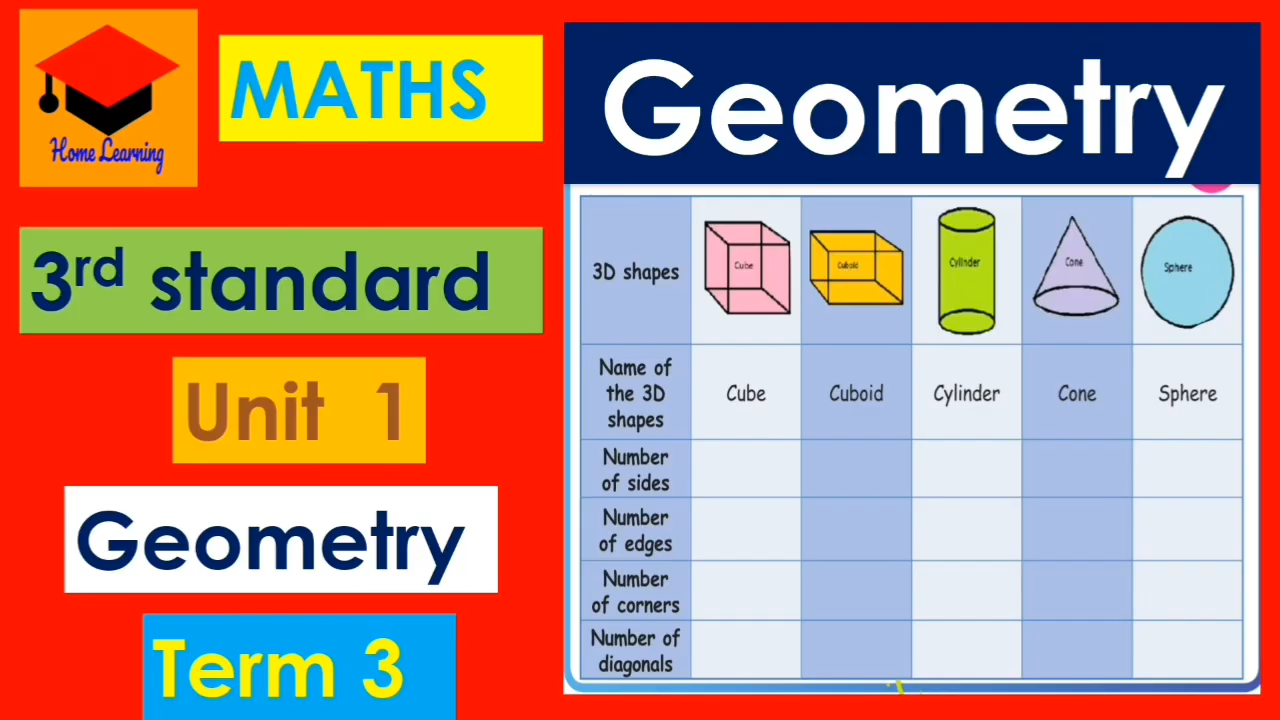 Home Learning
MATHS
3rd standard
Unit 1
Geometry
Term 3
Geometry
3D shapes
Cube
Cuboid
Cylinder
Cone
Sphere
Name of
the 3D
shapes
Cube
Cuboid
Cylinder
Cone
Sphere
Number
of sides
Number
of edges
Number
of corners
Number of
diagonals